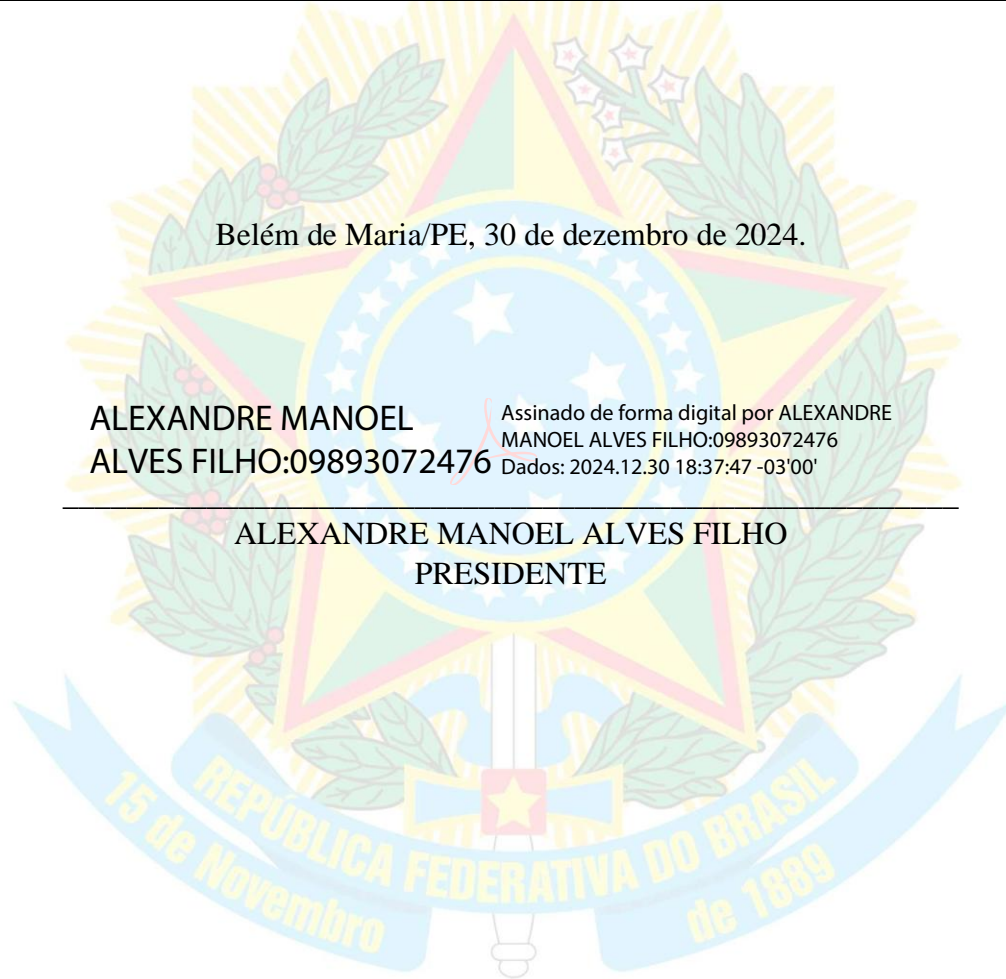 Belém de Maria/PE, 30 de dezembro de 2024.
ALEXANDRE MANOEL
ALVES FILHO:09893072476
Assinado de forma digital por ALEXANDRE
MANOEL ALVES FILHO:09893072476
Dados: 2024.12.30 18:37:47 -03'00'
ALEXANDRE MANOEL ALVES FILHO
PRESIDENTE
REPÚBLICA FEDERATIVA DO BRASIL
15 de Novembro
de 1889